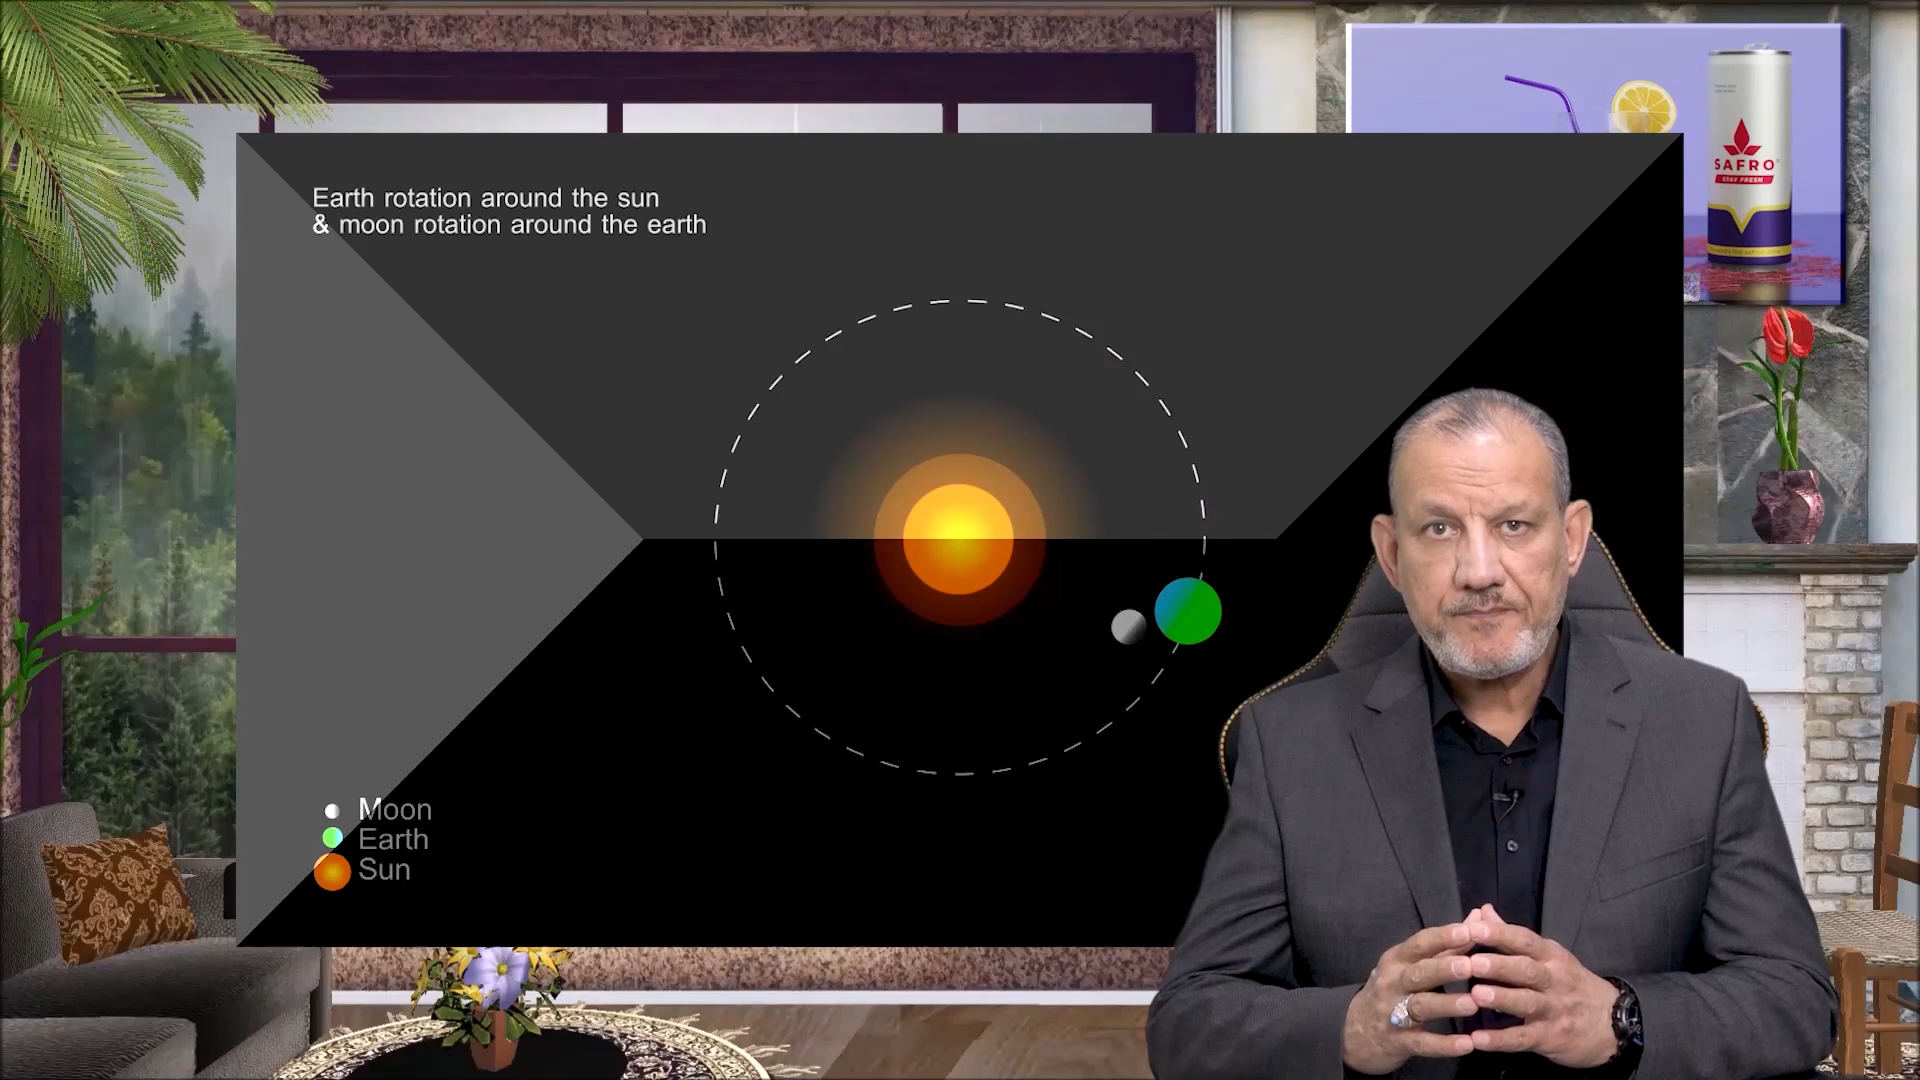 Earth rotation around the sun
& moon rotation around the earth
SAFRO
STAY FRESH
Moon
Earth
Sun